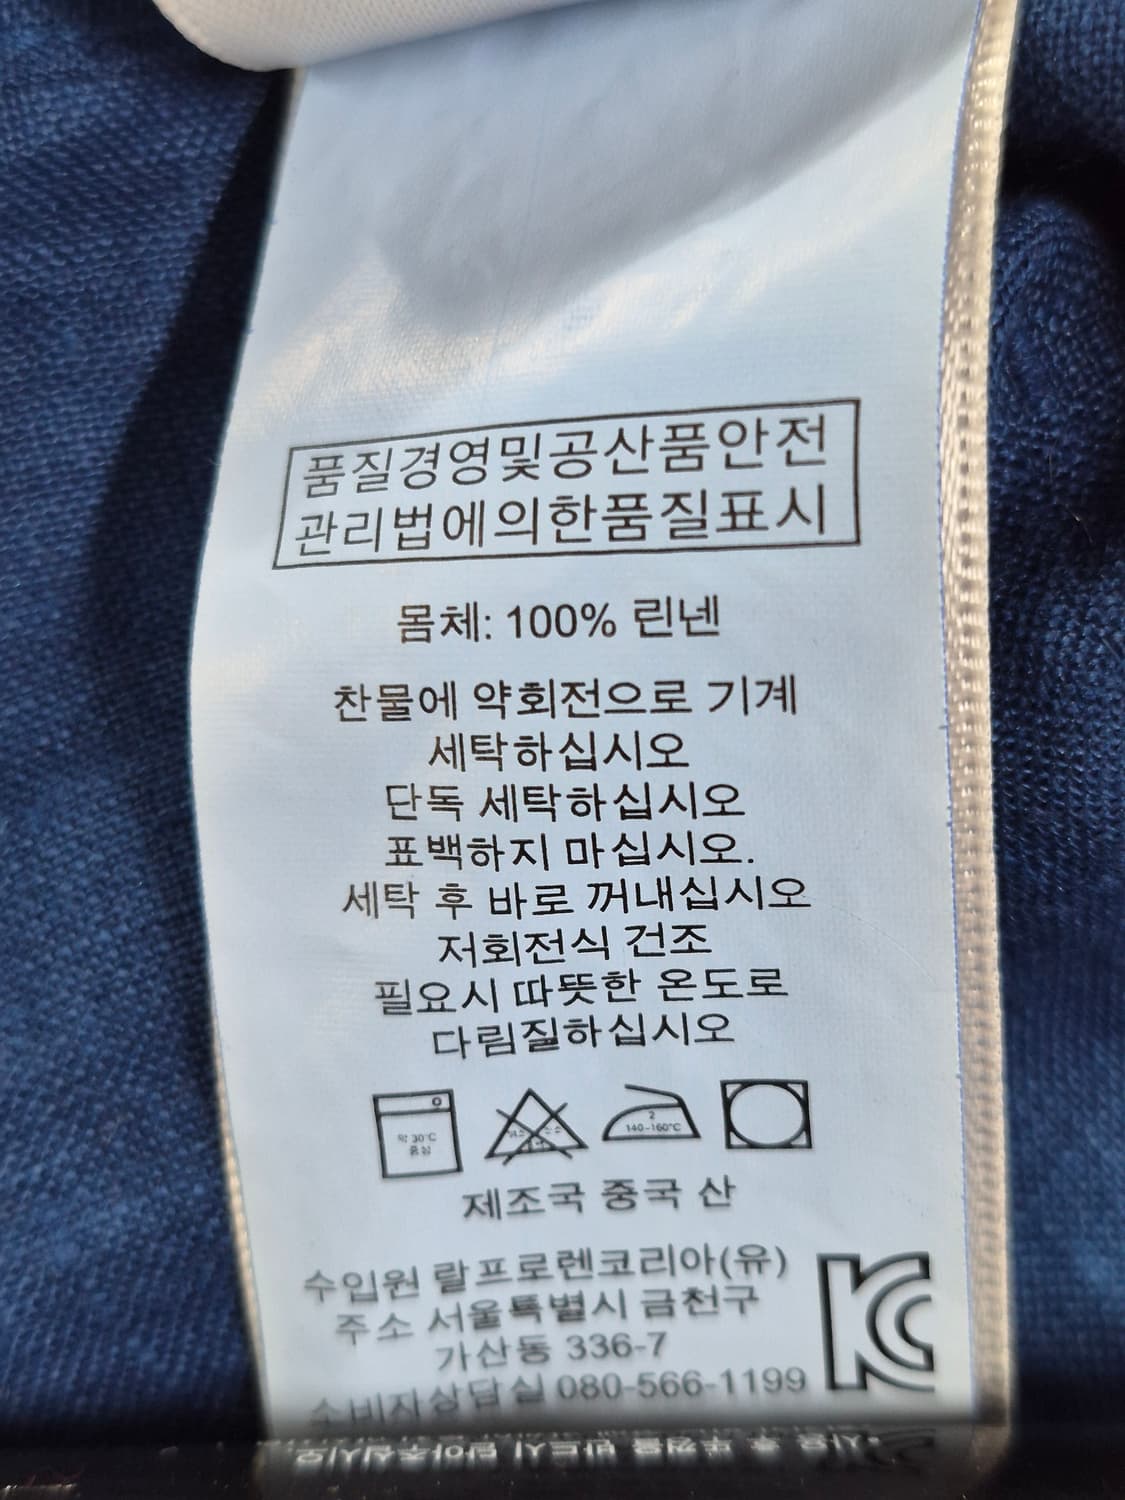 품질경영및공산품안전
관리법에의한품질표시
몸체: 100% 린넨
찬물에 약회전으로 기계
세탁하십시오
단독 세탁하십시오
표백하지 마십시오.
세탁 후 바로 꺼내십시오
저회전식 건조
필요시 따뜻한 온도로
다림질하십시오
약 30°C
중성
2
140-160°C
제조국 중국 산
수입원 랄프로렌코리아(유)
주소 서울특별시 금천구
가산동 336-7
소비자상담실 080-566-1199
KC